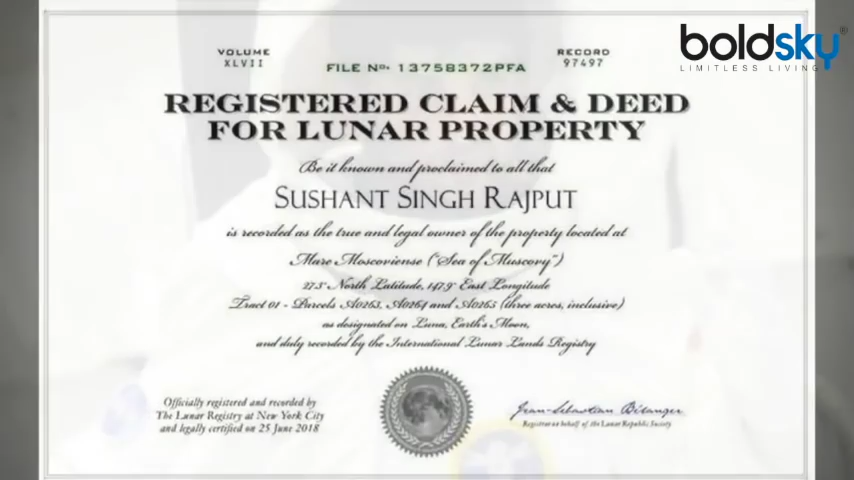 boldsky®
LIMITLESS LIVING
VOLUME
XLVII
FILE No. 13758372PFA
RECORD
97497
REGISTERED CLAIM & DEED
FOR LUNAR PROPERTY
Be it known and proclaimed to all that
SUSHANT SINGH RAJPUT
is recorded as the true and legal owner of the property located at
Mare Moscoviense ("Sea of Muscovy")
27.3° North Latitude, 147.9° East Longitude
Tract 01 - Parcels A0263, A0264 and A0265 (three acres, inclusive)
as designated on Luna, Earth's Moon,
and duly recorded by the International Lunar Lands Registry
Officially registered and recorded by
The Lunar Registry at New York City
and legally certified on 25 June 2018
Jean-Sebastian Bélanger
Registrar on behalf of the Lunar Republic Society